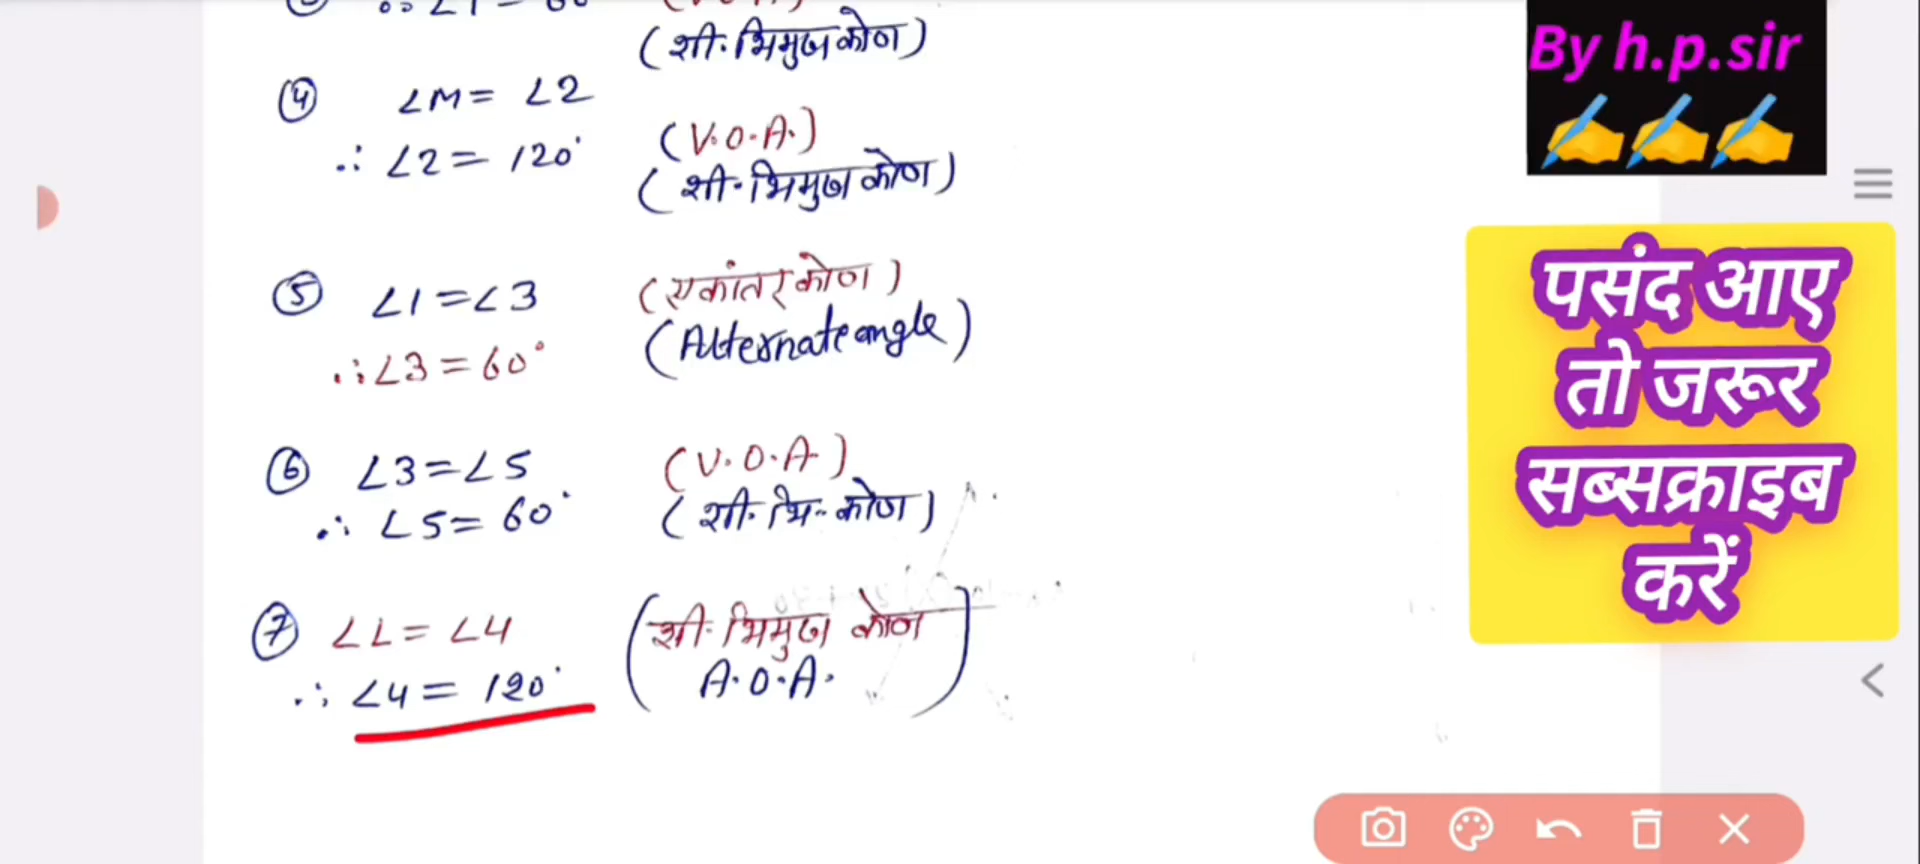 (शी. भिमुख कोण)
④ ∠M = ∠2
∴ ∠2 = 120° (V.O.A.)
(शी. भिमुख कोण)
⑤ ∠1 = ∠3 (एकांतर कोण)
∴ ∠3 = 60° (Alternate angle)
⑥ ∠3 = ∠5 (V.O.A)
∴ ∠5 = 60° (शी. भि. कोण)
⑦ ∠L = ∠4 (शी. भिमुख कोण
∴ ∠4 = 120° A.O.A.)
By h.p.sir
पसंद आए
तो जरूर
सब्सक्राइब
करें